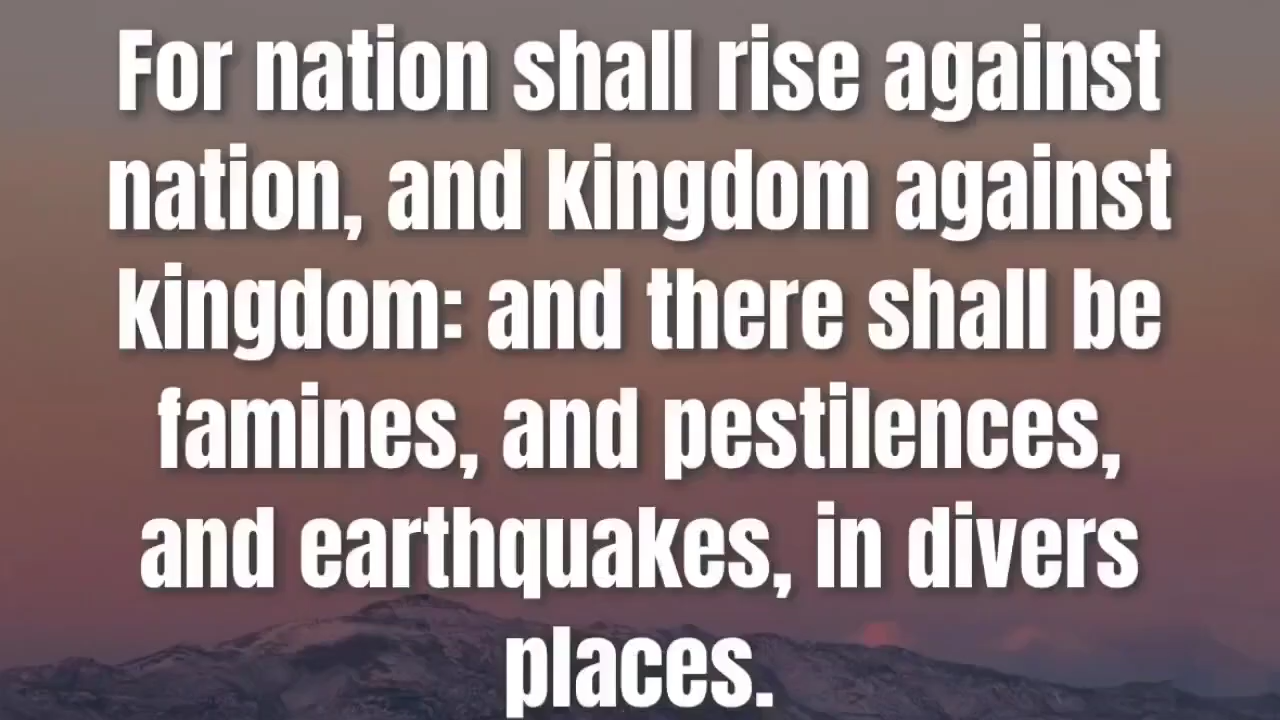 For nation shall rise against
nation, and kingdom against
kingdom: and there shall be
famines, and pestilences,
and earthquakes, in divers
places.